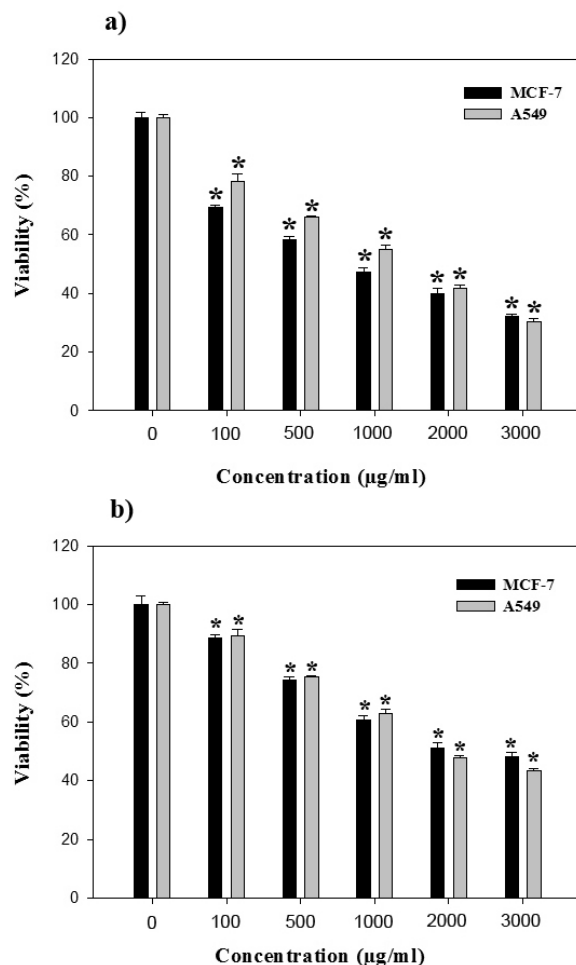 a)
120
100
80
60
40
20
0
Viability (%)
MCF-7
A549
* * * * * * * * * *
0 100 500 1000 2000 3000
Concentration (µg/ml)
b)
120
100
80
60
40
20
0
Viability (%)
MCF-7
A549
* * * * * * * * * *
0 100 500 1000 2000 3000
Concentration (µg/ml)